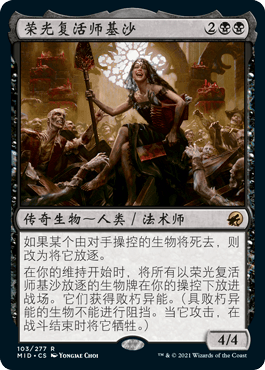 荣光复活师基沙 2
传奇生物～人类／法术师
如果某个由对手操控的生物将死去，则
改为将它放逐。
在你的维持开始时，将所有以荣光复活
师基沙放逐的生物牌在你的操控下放进
战场。它们获得败朽异能。（具败朽异
能的生物不能进行阻挡。当它攻击，在
战斗结束时将它牺牲。）
4/4
103/277 R
MID • CS YONGJAE CHOI
™ & © 2021 Wizards of the Coast